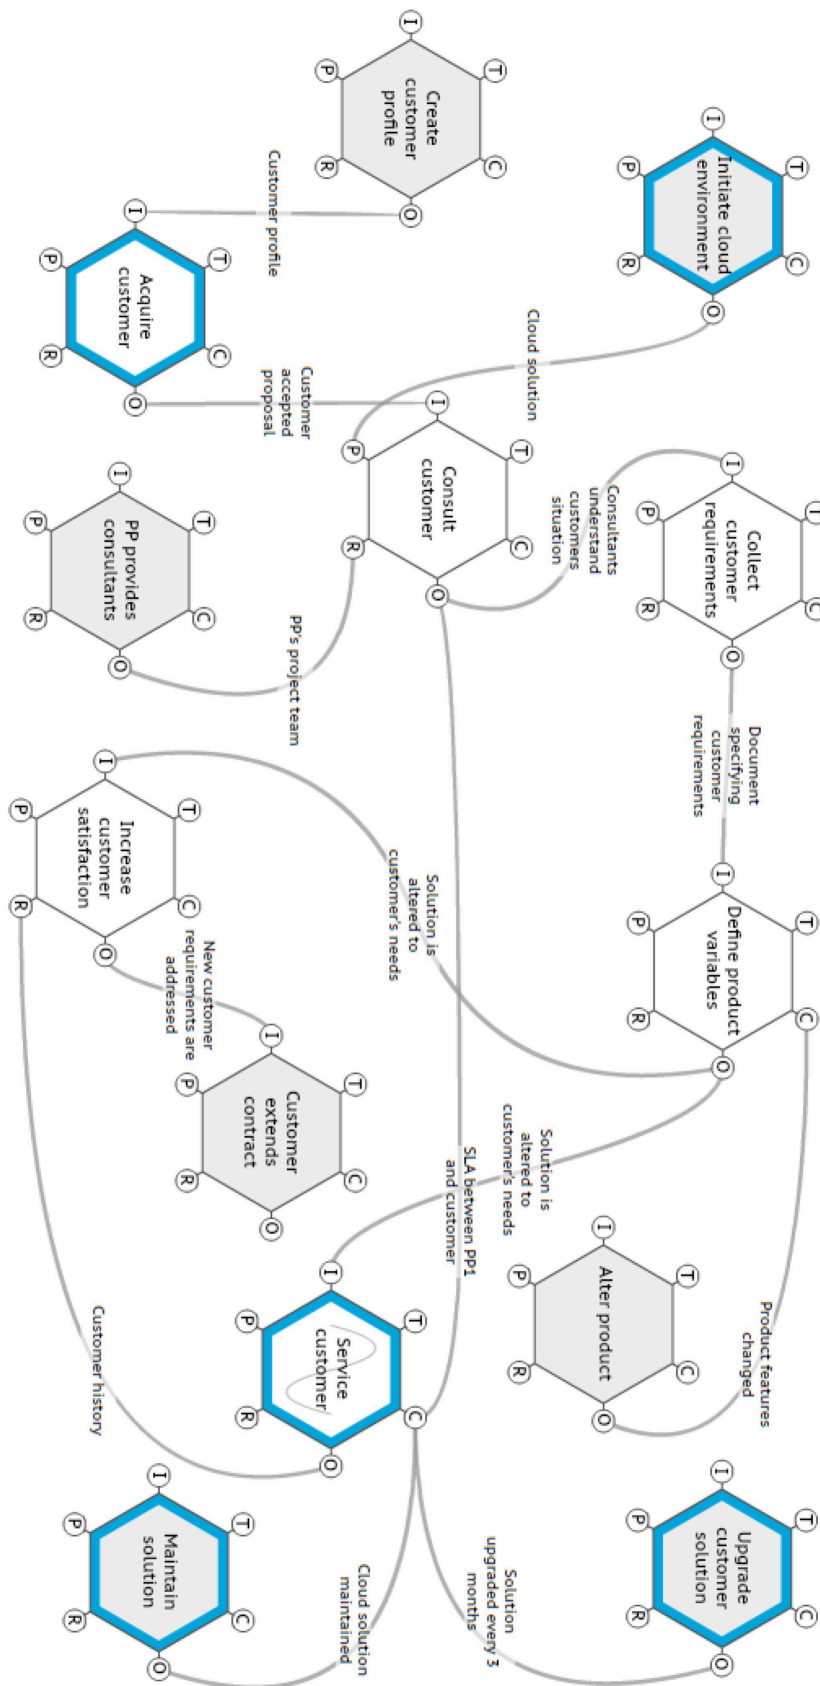 T
C
I
Initiate cloud
environment
O
P
R
Cloud solution
T
C
I
Create
customer
profile
O
P
R
Customer profile
T
C
I
Acquire
customer
O
P
R
Customer
accepted
proposal
T
C
I
Consult
customer
O
P
R
Consultants
understand
customers
situation
T
C
I
Collect
customer
requirements
O
P
R
Document
specifying
customer
requirements
T
C
I
PP provides
consultants
O
P
R
PP's project team
T
C
I
Define product
variables
O
P
R
Solution is
altered to
customer's needs
Solution is
altered to
customer's needs
SLA between PP1
and customer
T
C
I
Increase
customer
satisfaction
O
P
R
New customer
requirements are
addressed
T
C
I
Customer
extends
contract
O
P
R
T
C
I
Alter product
O
P
R
Product features
changed
T
C
I
Service
customer
O
P
R
Customer history
T
C
I
Upgrade
customer
solution
O
P
R
Solution
upgraded every 3
months
T
C
I
Maintain
solution
O
P
R
Cloud solution
maintained